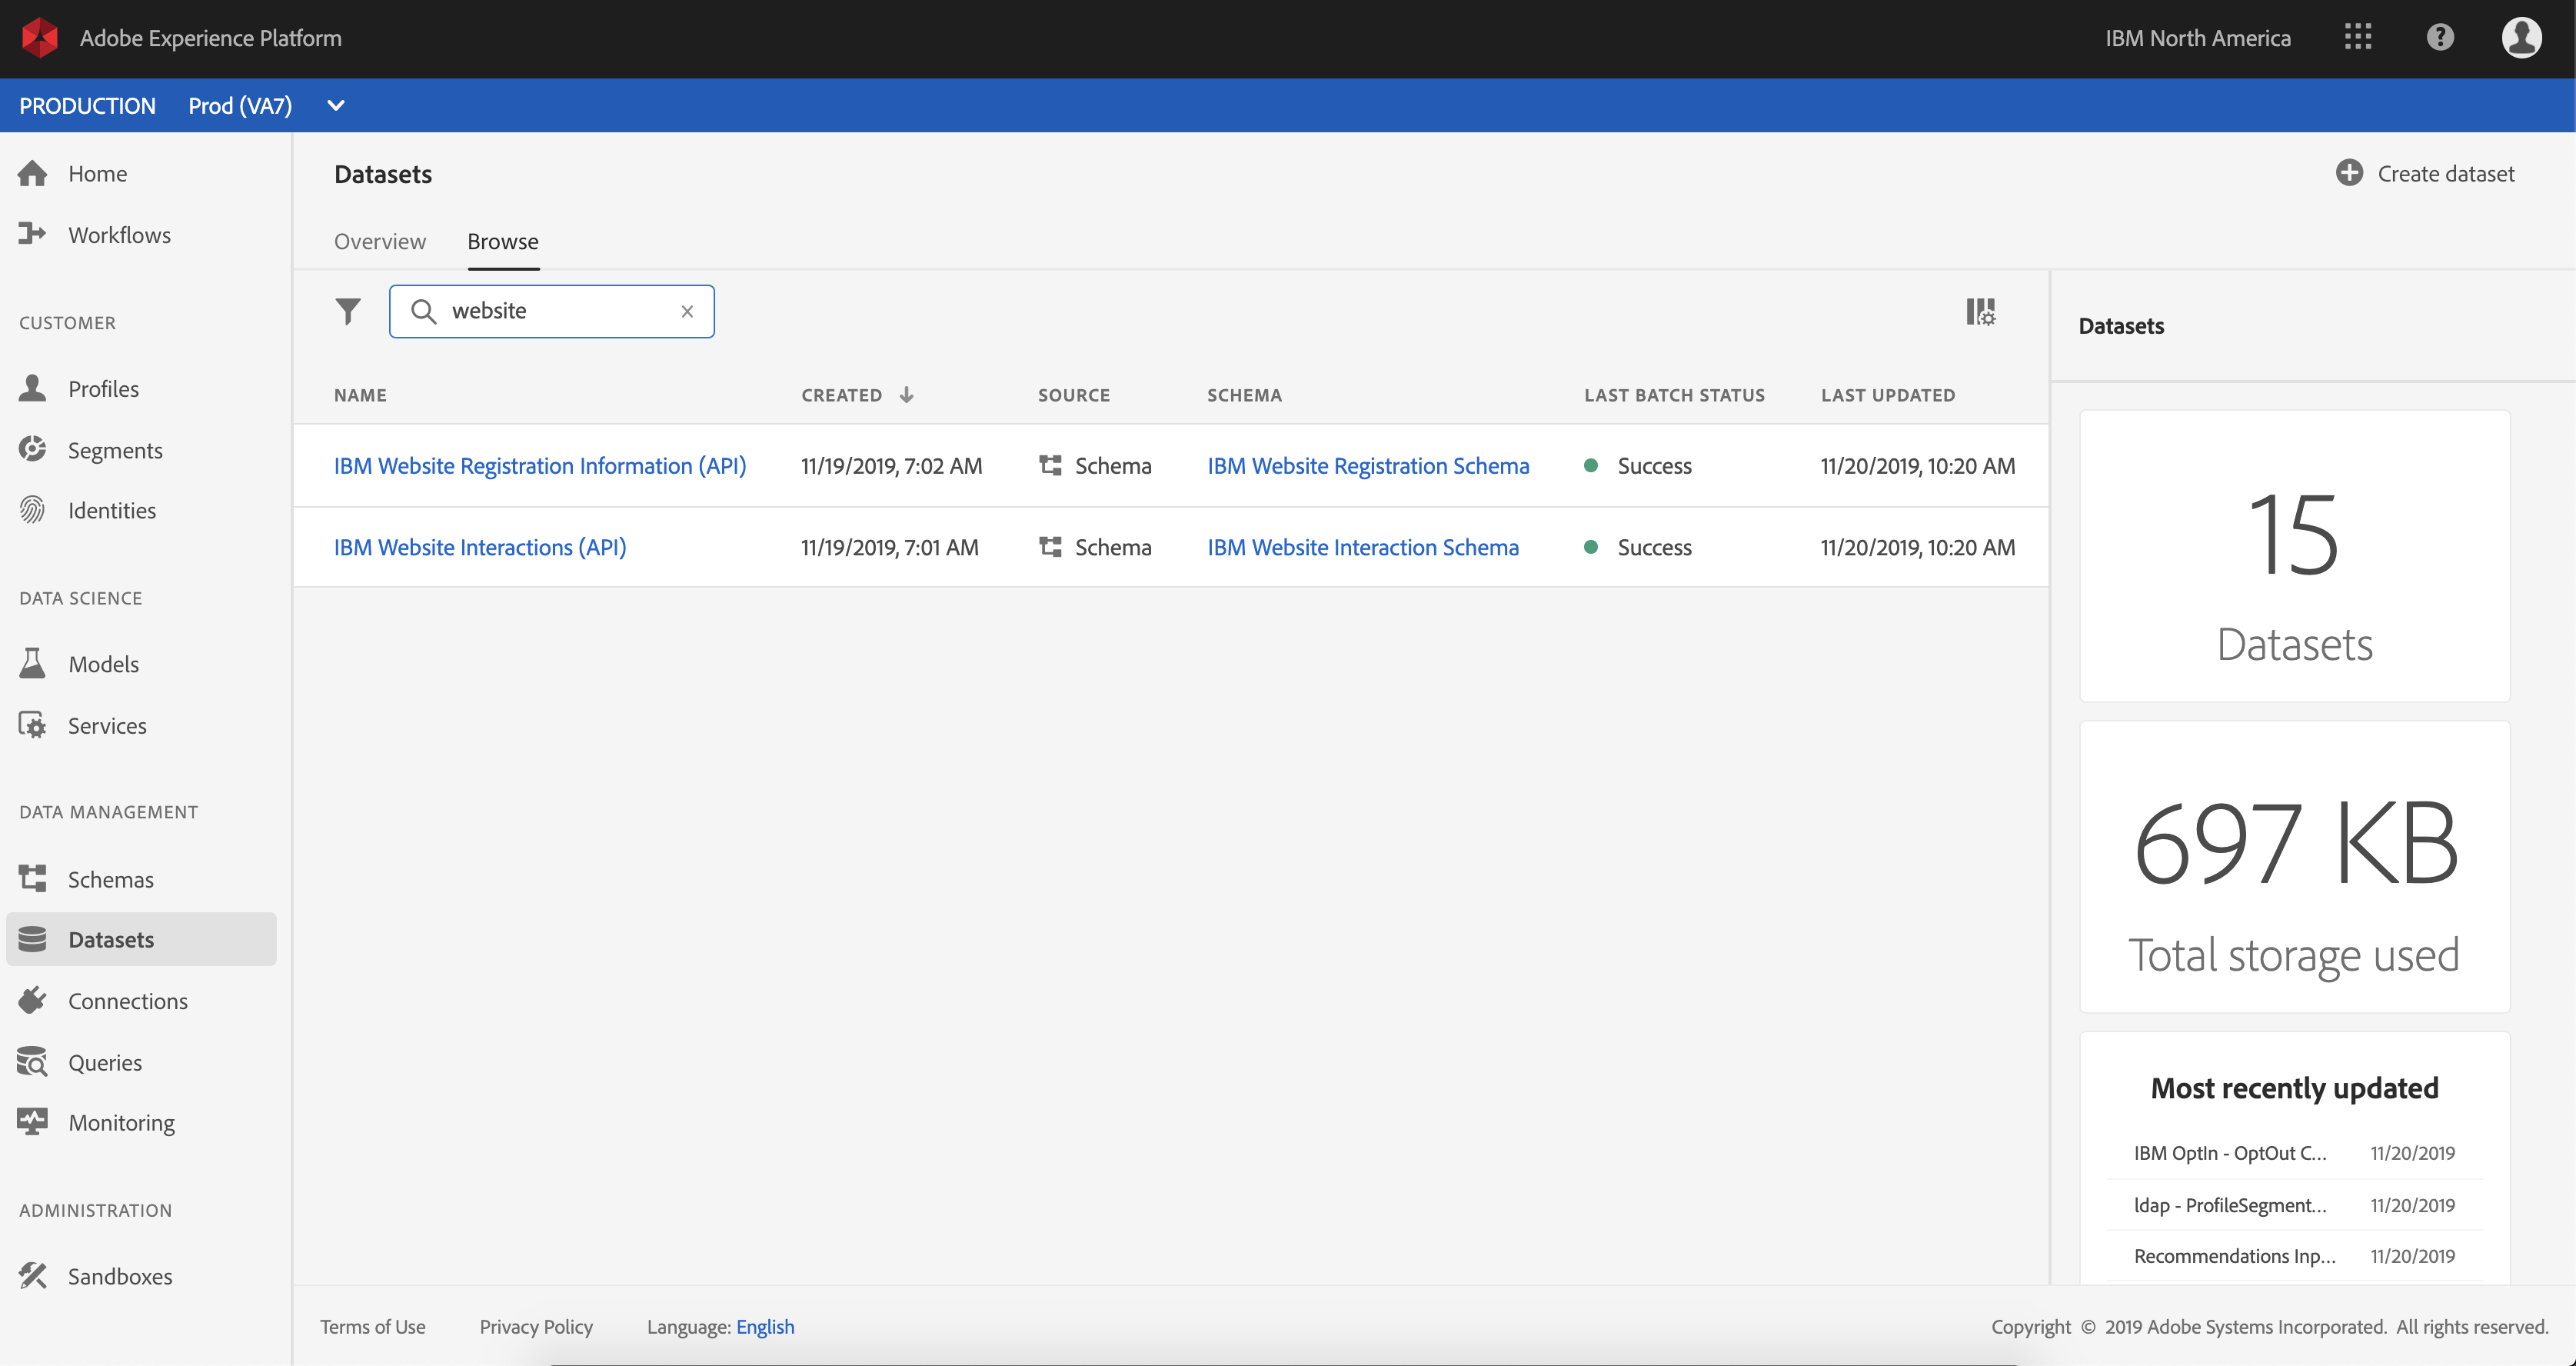 Adobe Experience Platform
IBM North America
PRODUCTION Prod (VA7)
Home
Workflows
CUSTOMER
Profiles
Segments
Identities
DATA SCIENCE
Models
Services
DATA MANAGEMENT
Schemas
Datasets
Connections
Queries
Monitoring
ADMINISTRATION
Sandboxes
Datasets
Create dataset
Overview Browse
website
NAME CREATED SOURCE SCHEMA LAST BATCH STATUS LAST UPDATED
IBM Website Registration Information (API) 11/19/2019, 7:02 AM Schema IBM Website Registration Schema Success 11/20/2019, 10:20 AM
IBM Website Interactions (API) 11/19/2019, 7:01 AM Schema IBM Website Interaction Schema Success 11/20/2019, 10:20 AM
Datasets
15
Datasets
697 KB
Total storage used
Most recently updated
IBM OptIn - OptOut C... 11/20/2019
ldap - ProfileSegment... 11/20/2019
Recommendations Inp... 11/20/2019
Terms of Use Privacy Policy Language: English
Copyright © 2019 Adobe Systems Incorporated. All rights reserved.